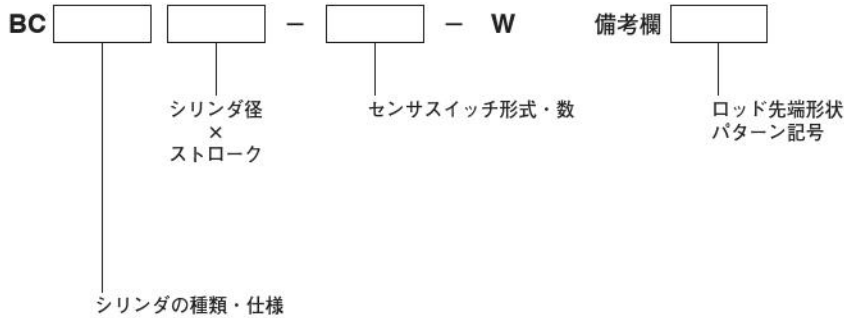 BC － － W 備考欄
シリンダ径
×
ストローク
センサスイッチ形式・数
ロッド先端形状
パターン記号
シリンダの種類・仕様